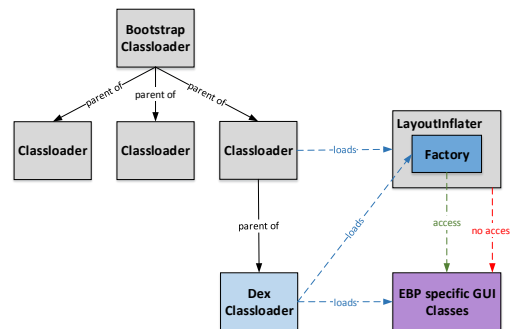 Bootstrap
Classloader
parent of
parent of
parent of
Classloader
Classloader
Classloader
loads
LayoutInflater
Factory
parent of
loads
access
no acces
Dex
Classloader
loads
EBP specific GUI
Classes